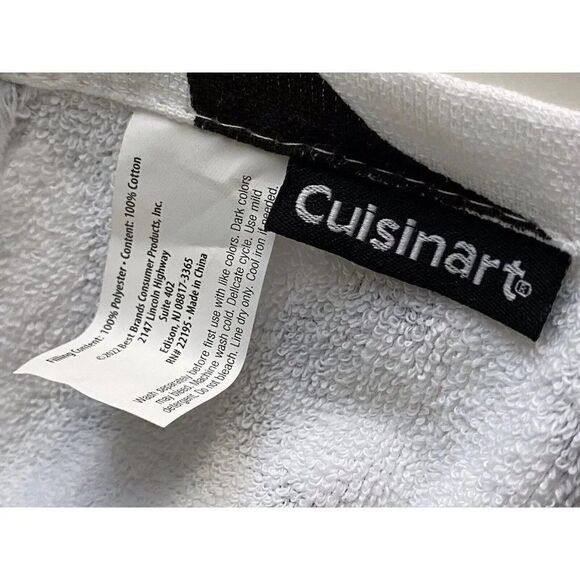 Filling Content: 100% Polyester • Content: 100% Cotton
©2022 Best Brands Consumer Products, Inc.
2147 Lincoln Highway
Suite 402
Edison, NJ 08817-3365
RN# 22195 • Made in China
Wash separately before first use with like colors. Dark colors
may bleed. Machine wash cold. Delicate cycle. Use mild
detergent. Do not bleach. Line dry only. Cool iron if needed.
Cuisinart®